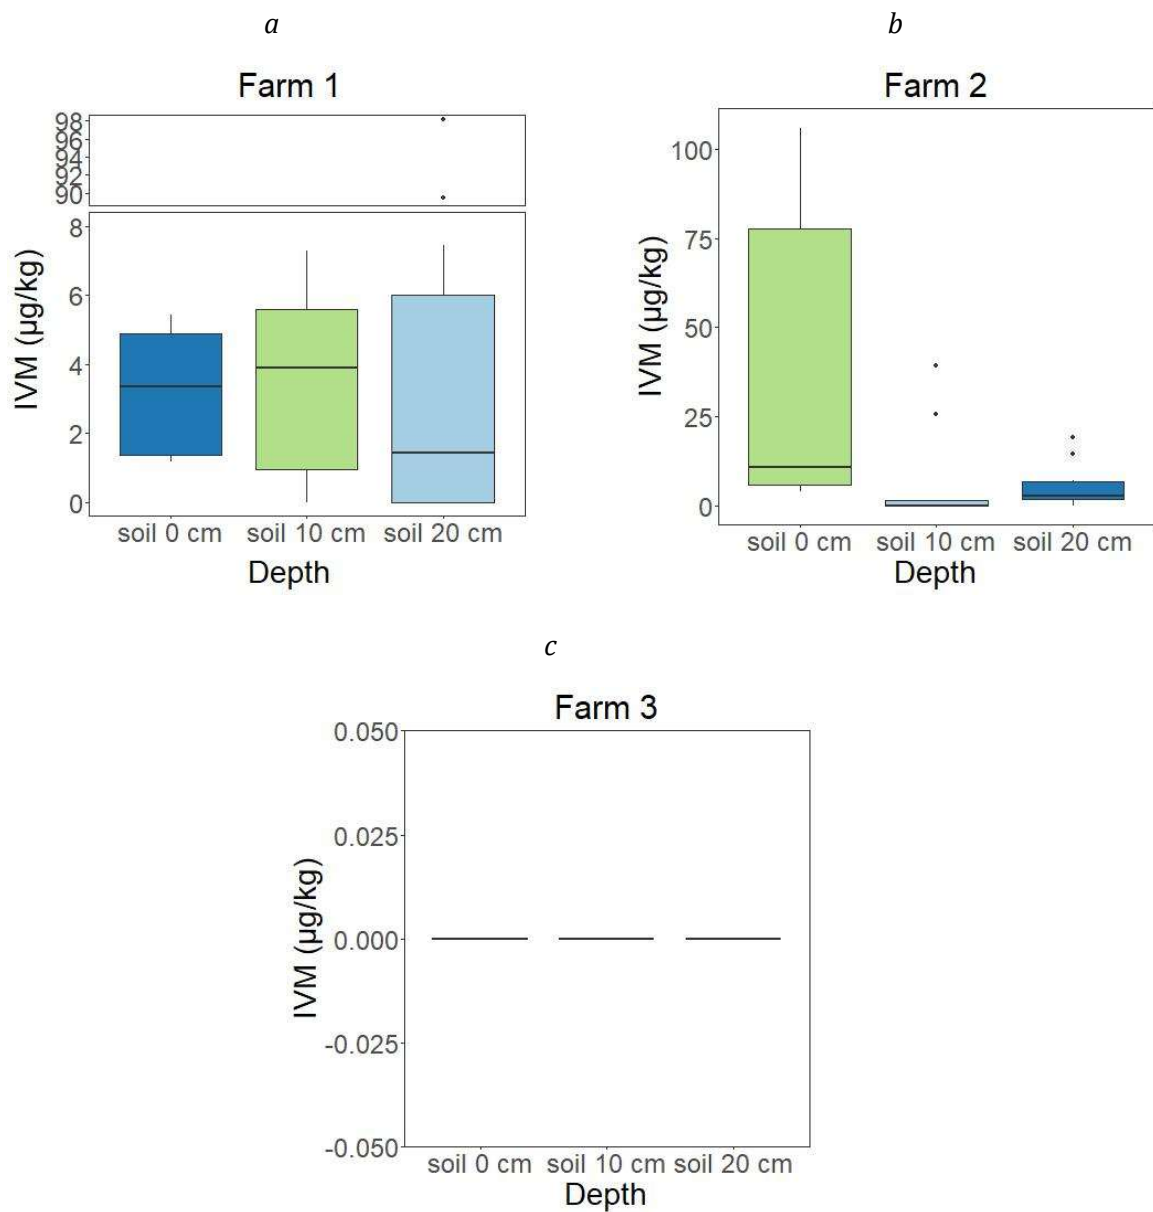 a
Farm 1
98
96
94
92
90
8
6
4
2
0
IVM (µg/kg)
soil 0 cm soil 10 cm soil 20 cm
Depth
b
Farm 2
100
75
50
25
0
IVM (µg/kg)
soil 0 cm soil 10 cm soil 20 cm
Depth
c
Farm 3
0.050
0.025
0.000
-0.025
-0.050
IVM (µg/kg)
soil 0 cm soil 10 cm soil 20 cm
Depth